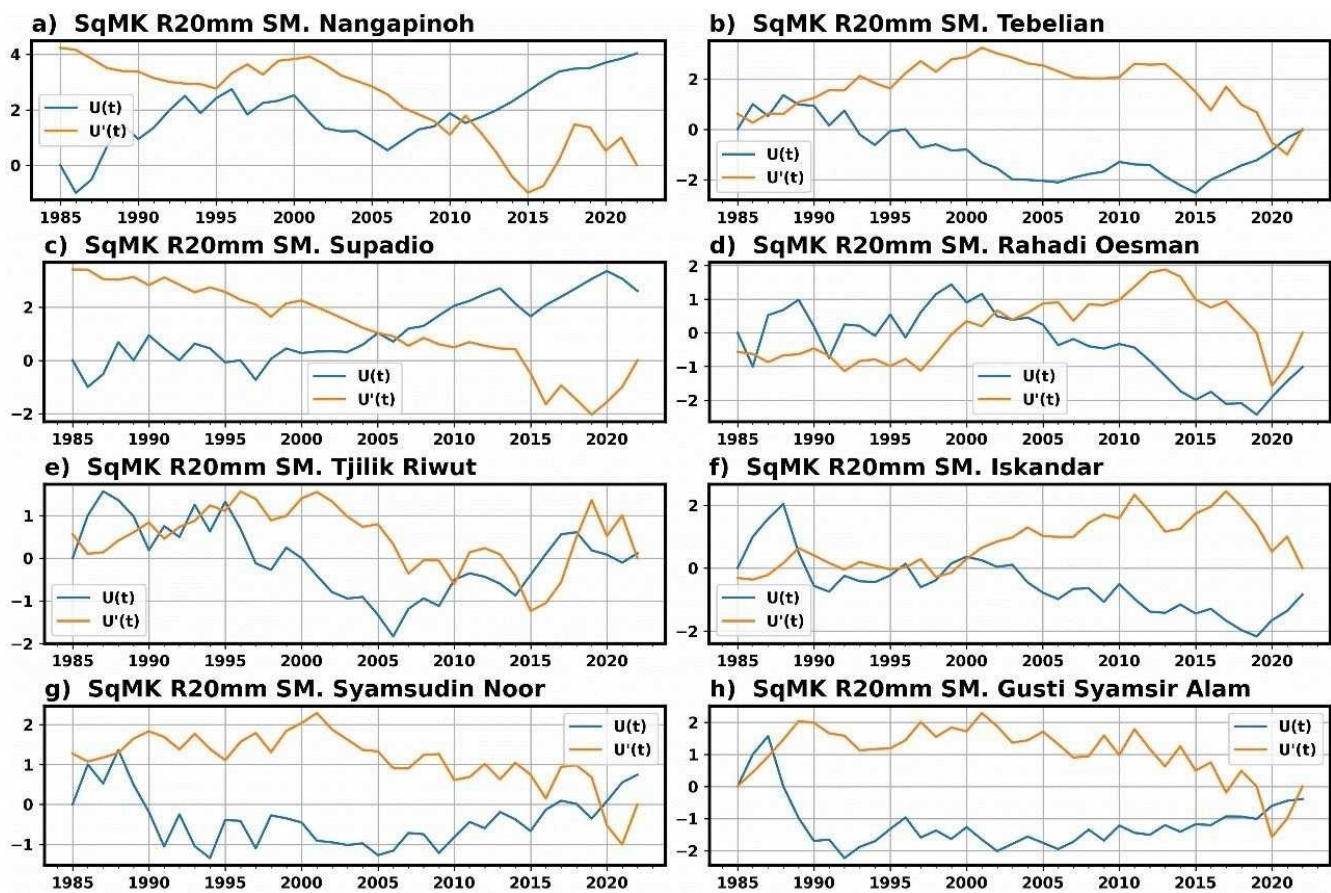 a)  SqMK R20mm SM. Nangapinoh
4
2
0
U(t)
U'(t)
1985 1990 1995 2000 2005 2010 2015 2020
b)  SqMK R20mm SM. Tebelian
2
0
−2
U(t)
U'(t)
1985 1990 1995 2000 2005 2010 2015 2020
c)  SqMK R20mm SM. Supadio
2
0
−2
U(t)
U'(t)
1985 1990 1995 2000 2005 2010 2015 2020
d)  SqMK R20mm SM. Rahadi Oesman
2
1
0
−1
−2
U(t)
U'(t)
1985 1990 1995 2000 2005 2010 2015 2020
e)  SqMK R20mm SM. Tjilik Riwut
1
0
−1
−2
U(t)
U'(t)
1985 1990 1995 2000 2005 2010 2015 2020
f)  SqMK R20mm SM. Iskandar
2
0
−2
U(t)
U'(t)
1985 1990 1995 2000 2005 2010 2015 2020
g)  SqMK R20mm SM. Syamsudin Noor
2
1
0
−1
U(t)
U'(t)
1985 1990 1995 2000 2005 2010 2015 2020
h)  SqMK R20mm SM. Gusti Syamsir Alam
2
1
0
−1
−2
U(t)
U'(t)
1985 1990 1995 2000 2005 2010 2015 2020